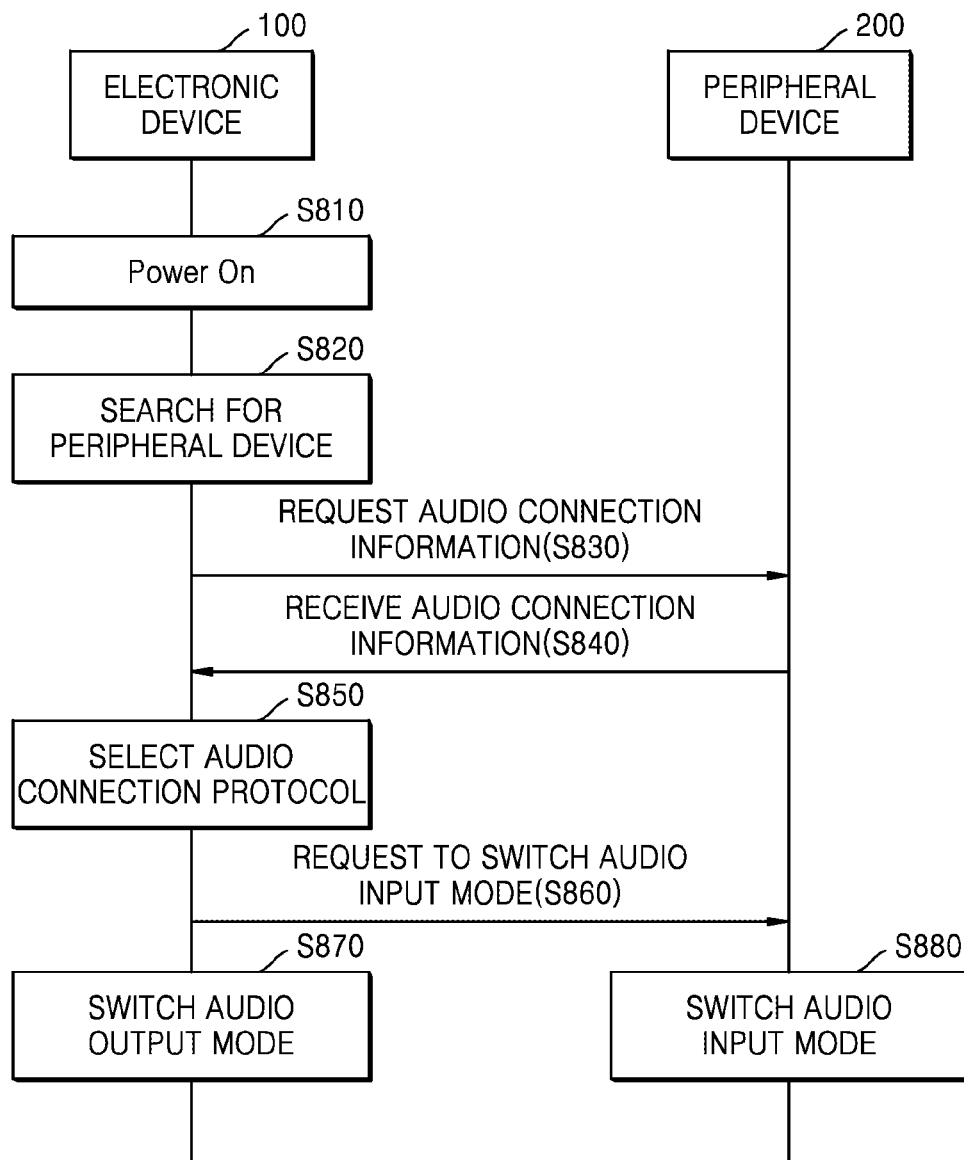 100
200
ELECTRONIC
DEVICE
PERIPHERAL
DEVICE
S810
Power On
S820
SEARCH FOR
PERIPHERAL DEVICE
REQUEST AUDIO CONNECTION
INFORMATION(S830)
RECEIVE AUDIO CONNECTION
INFORMATION(S840)
S850
SELECT AUDIO
CONNECTION PROTOCOL
REQUEST TO SWITCH AUDIO
INPUT MODE(S860)
S870
S880
SWITCH AUDIO
OUTPUT MODE
SWITCH AUDIO
INPUT MODE